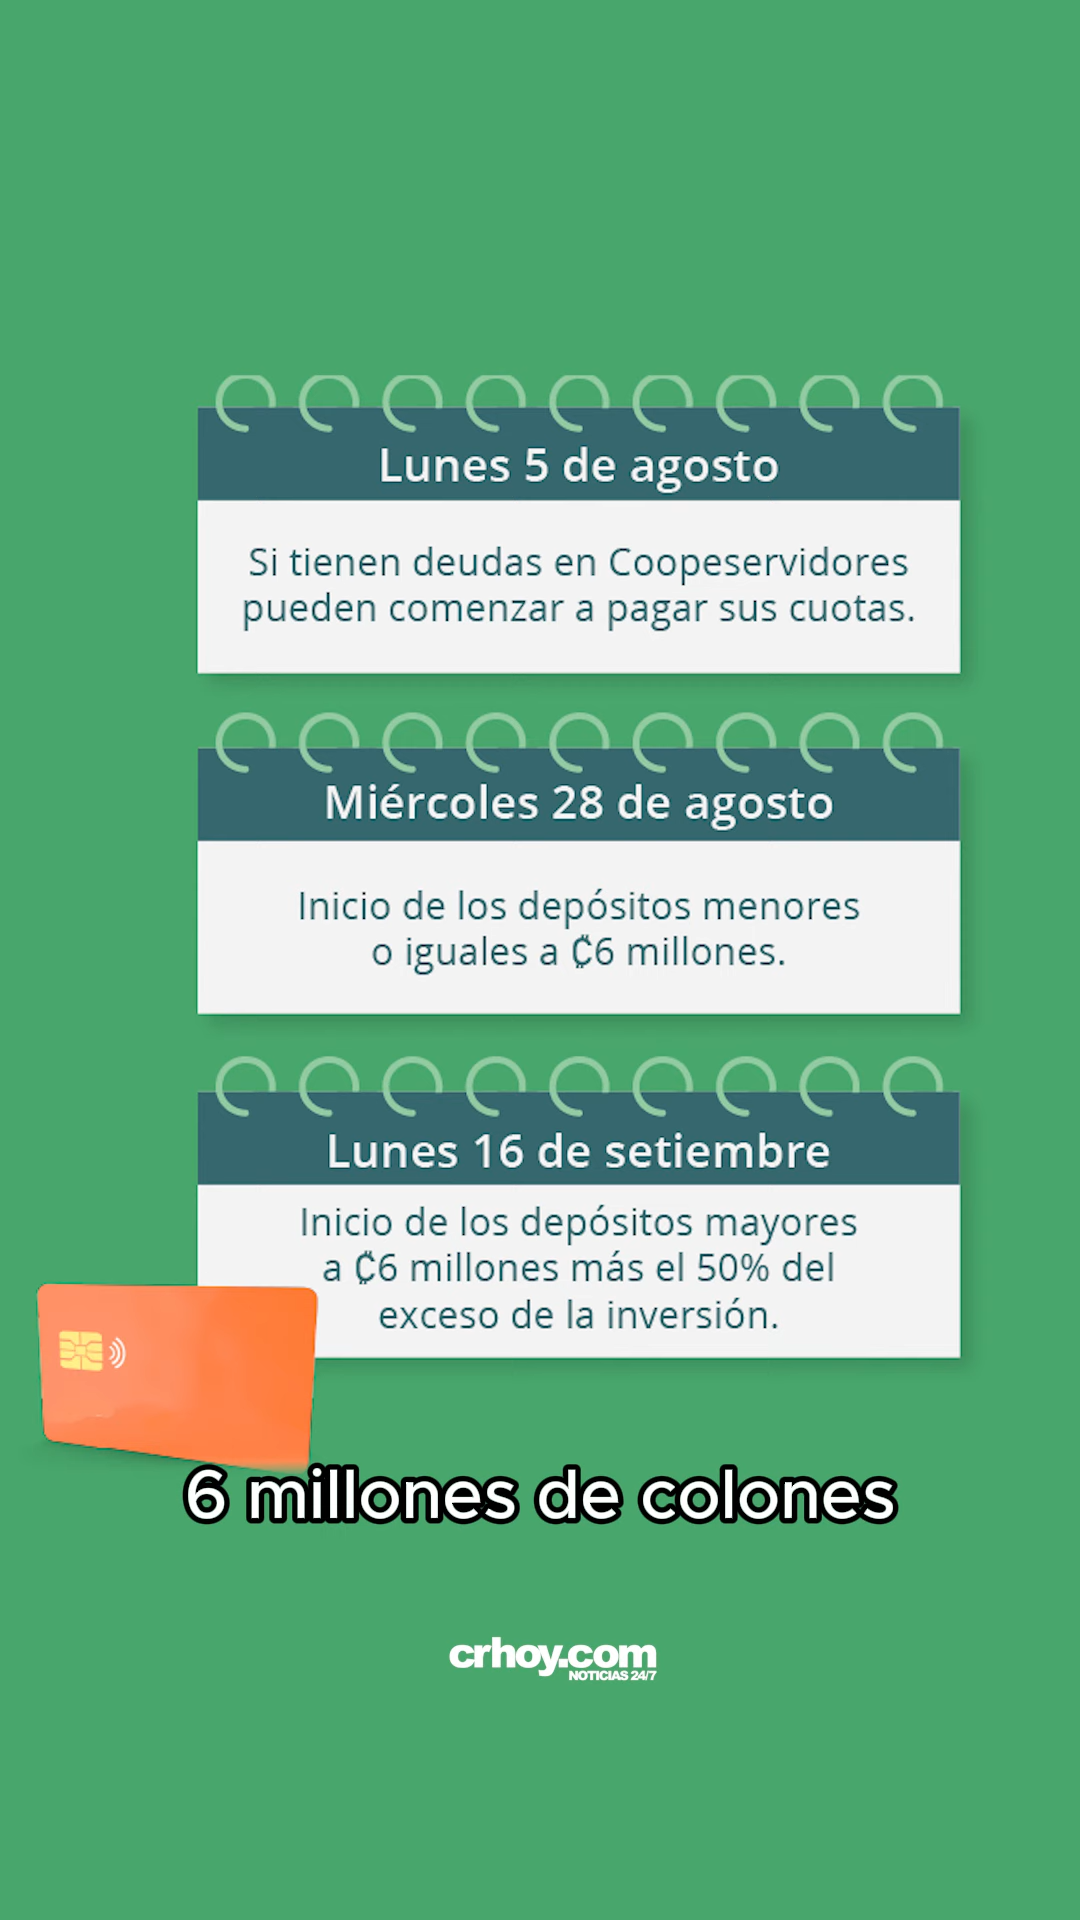 Lunes 5 de agosto
Si tienen deudas en Coopeservidores
pueden comenzar a pagar sus cuotas.
Miércoles 28 de agosto
Inicio de los depósitos menores
o iguales a ₡6 millones.
Lunes 16 de setiembre
Inicio de los depósitos mayores
a ₡6 millones más el 50% del
exceso de la inversión.
6 millones de colones
crhoy.com
NOTICIAS 24/7